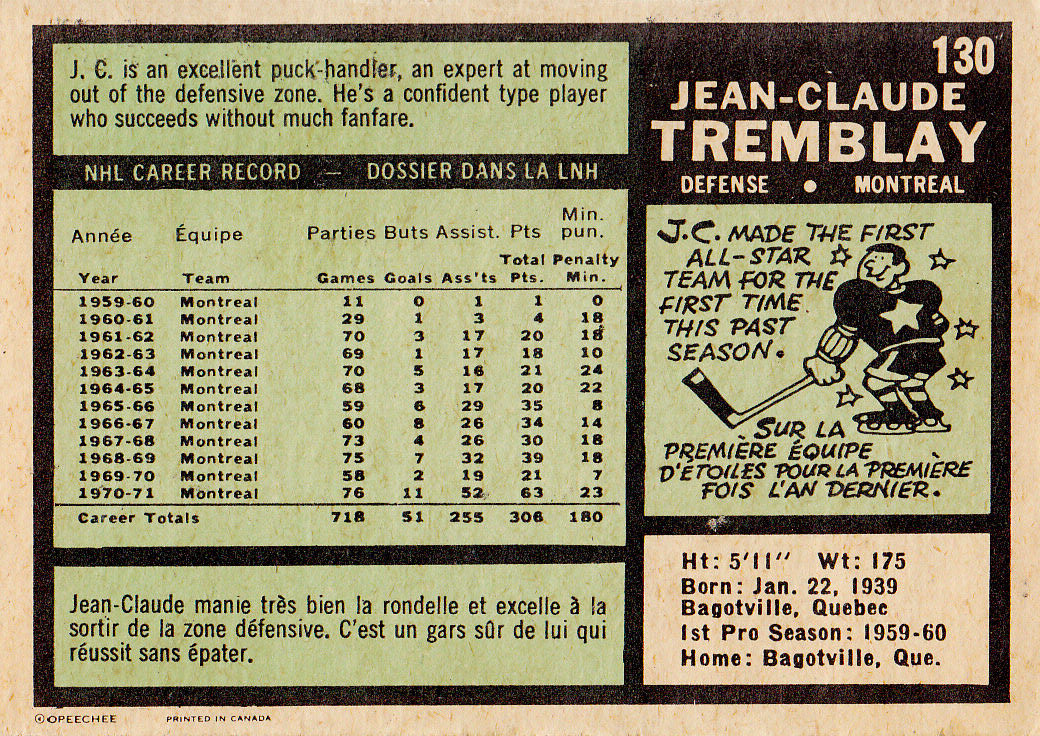 J. C. is an excellent puck-handler, an expert at moving
out of the defensive zone. He's a confident type player
who succeeds without much fanfare.
NHL CAREER RECORD — DOSSIER DANS LA LNH
Année Équipe Parties Buts Assist. Pts Min. pun.
Year Team Games Goals Ass'ts Total Pts. Penalty Min.
1959-60 Montreal 11 0 1 1 0
1960-61 Montreal 29 1 3 4 18
1961-62 Montreal 70 3 17 20 18
1962-63 Montreal 69 1 17 18 10
1963-64 Montreal 70 5 16 21 24
1964-65 Montreal 68 3 17 20 22
1965-66 Montreal 59 6 29 35 8
1966-67 Montreal 60 8 26 34 14
1967-68 Montreal 73 4 26 30 18
1968-69 Montreal 75 7 32 39 18
1969-70 Montreal 58 2 19 21 7
1970-71 Montreal 76 11 52 63 23
Career Totals 718 51 255 306 180
Jean-Claude manie très bien la rondelle et excelle à la
sortir de la zone défensive. C'est un gars sûr de lui qui
réussit sans épater.
130
JEAN-CLAUDE
TREMBLAY
DEFENSE • MONTREAL
J.C. MADE THE FIRST
ALL-STAR
TEAM FOR THE
FIRST TIME
THIS PAST
SEASON.
SUR LA
PREMIÈRE ÉQUIPE
D'ÉTOILES POUR LA PREMIÈRE
FOIS L'AN DERNIER.
Ht: 5'11" Wt: 175
Born: Jan. 22, 1939
Bagotville, Quebec
1st Pro Season: 1959-60
Home: Bagotville, Que.
©OPEECHEE PRINTED IN CANADA